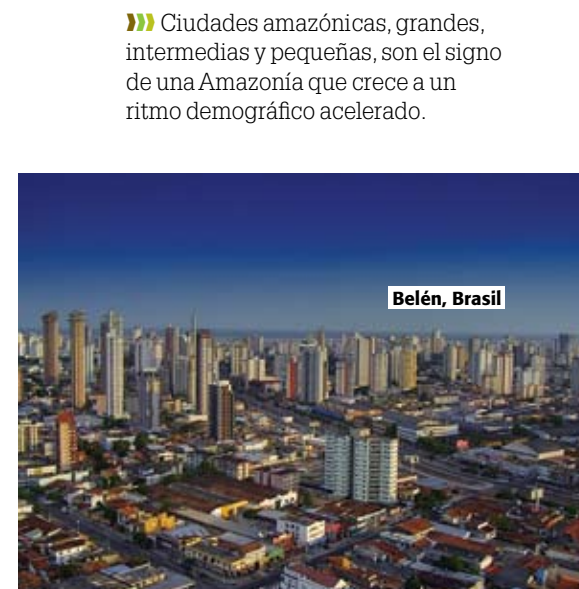 Ciudades amazónicas, grandes,
intermedias y pequeñas, son el signo
de una Amazonía que crece a un
ritmo demográfico acelerado.
Belén, Brasil